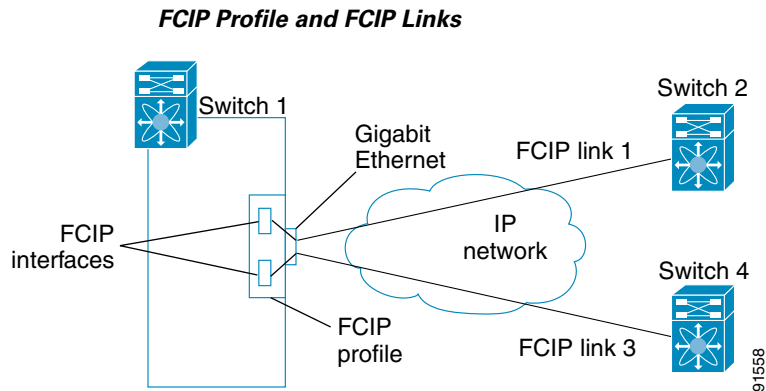 FCIP Profile and FCIP Links
Switch 1
Switch 2
Gigabit
Ethernet
FCIP link 1
IP
network
FCIP
interfaces
Switch 4
FCIP
profile
FCIP link 3
91558